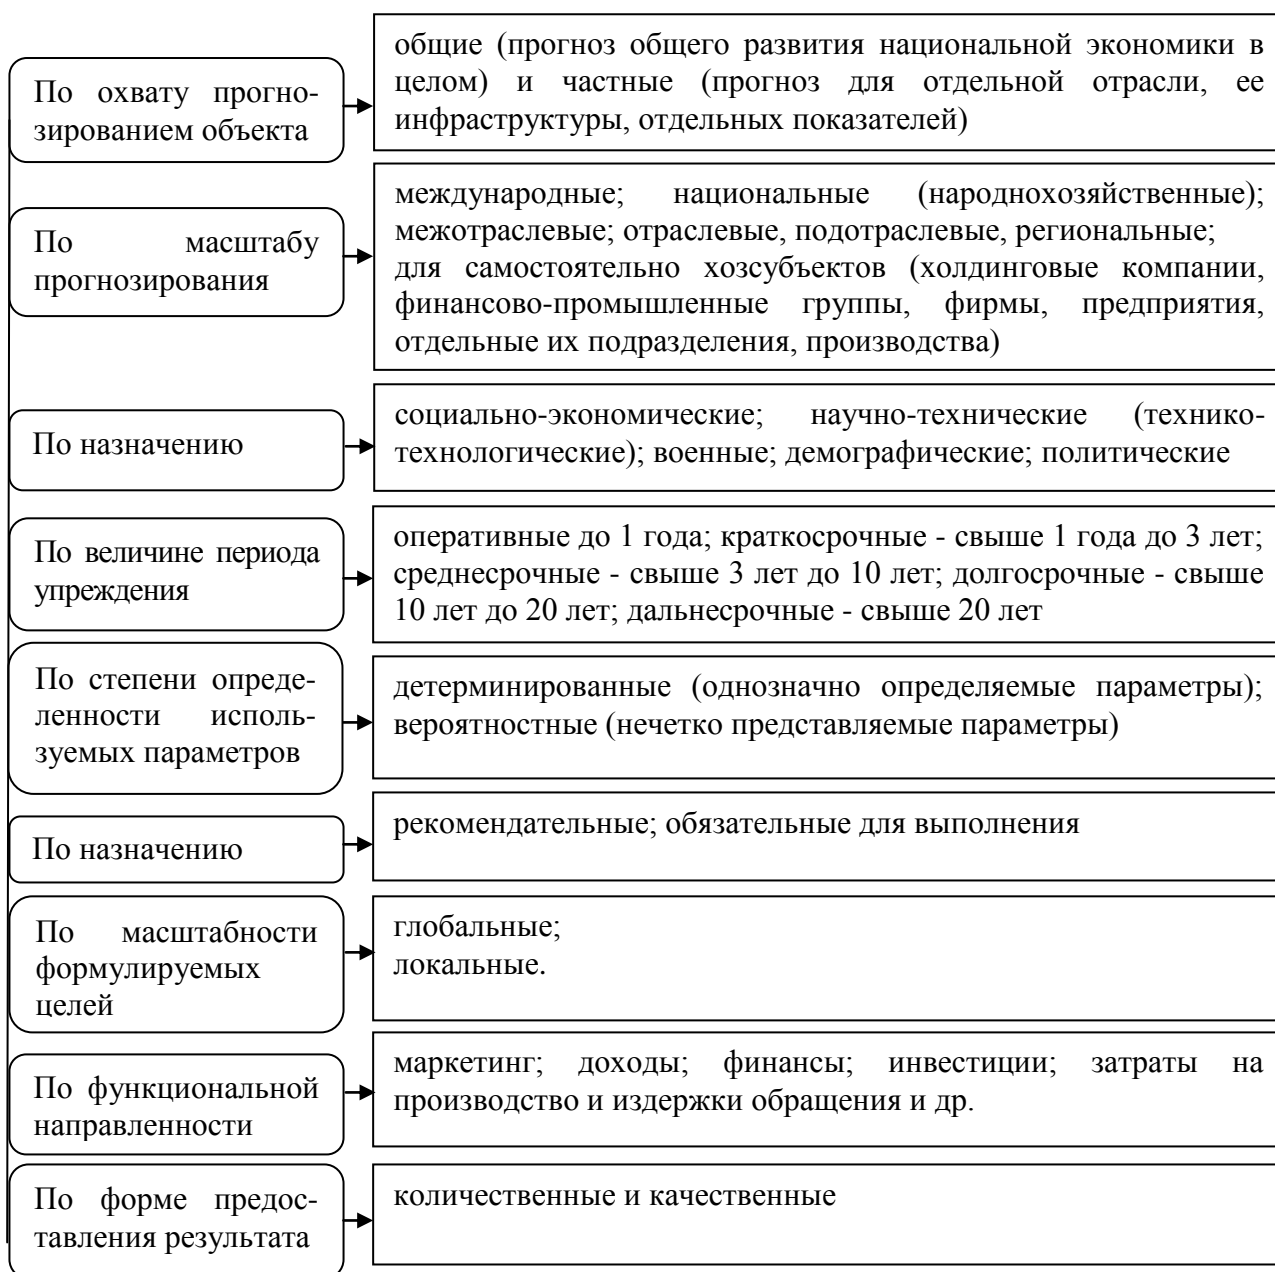 По охвату прогно-
зированием объекта
общие (прогноз общего развития национальной экономики в
целом) и частные (прогноз для отдельной отрасли, ее
инфраструктуры, отдельных показателей)
По масштабу
прогнозирования
международные; национальные (народнохозяйственные);
межотраслевые; отраслевые, подотраслевые, региональные;
для самостоятельно хозсубъектов (холдинговые компании,
финансово-промышленные группы, фирмы, предприятия,
отдельные их подразделения, производства)
По назначению
социально-экономические; научно-технические (технико-
технологические); военные; демографические; политические
По величине периода
упреждения
оперативные до 1 года; краткосрочные - свыше 1 года до 3 лет;
среднесрочные - свыше 3 лет до 10 лет; долгосрочные - свыше
10 лет до 20 лет; дальнесрочные - свыше 20 лет
По степени опреде-
ленности исполь-
зуемых параметров
детерминированные (однозначно определяемые параметры);
вероятностные (нечетко представляемые параметры)
По назначению
рекомендательные; обязательные для выполнения
По масштабности
формулируемых
целей
глобальные;
локальные.
По функциональной
направленности
маркетинг; доходы; финансы; инвестиции; затраты на
производство и издержки обращения и др.
По форме предос-
тавления результата
количественные и качественные